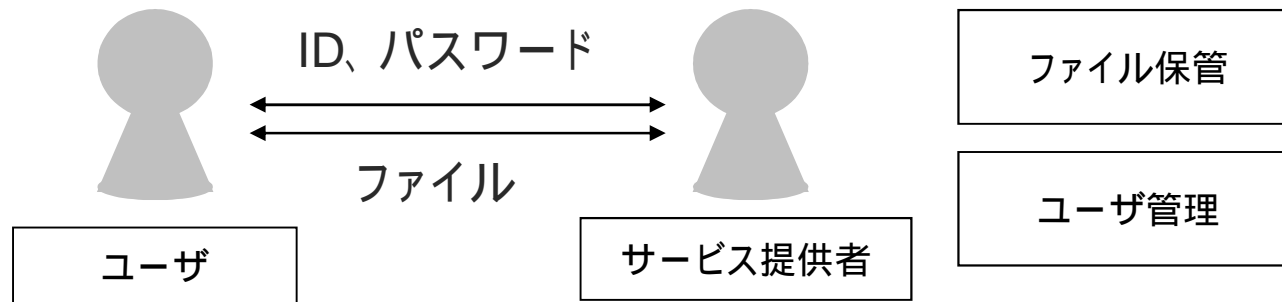 ID、パスワード
ファイル
ユーザ
サービス提供者
ファイル保管
ユーザ管理